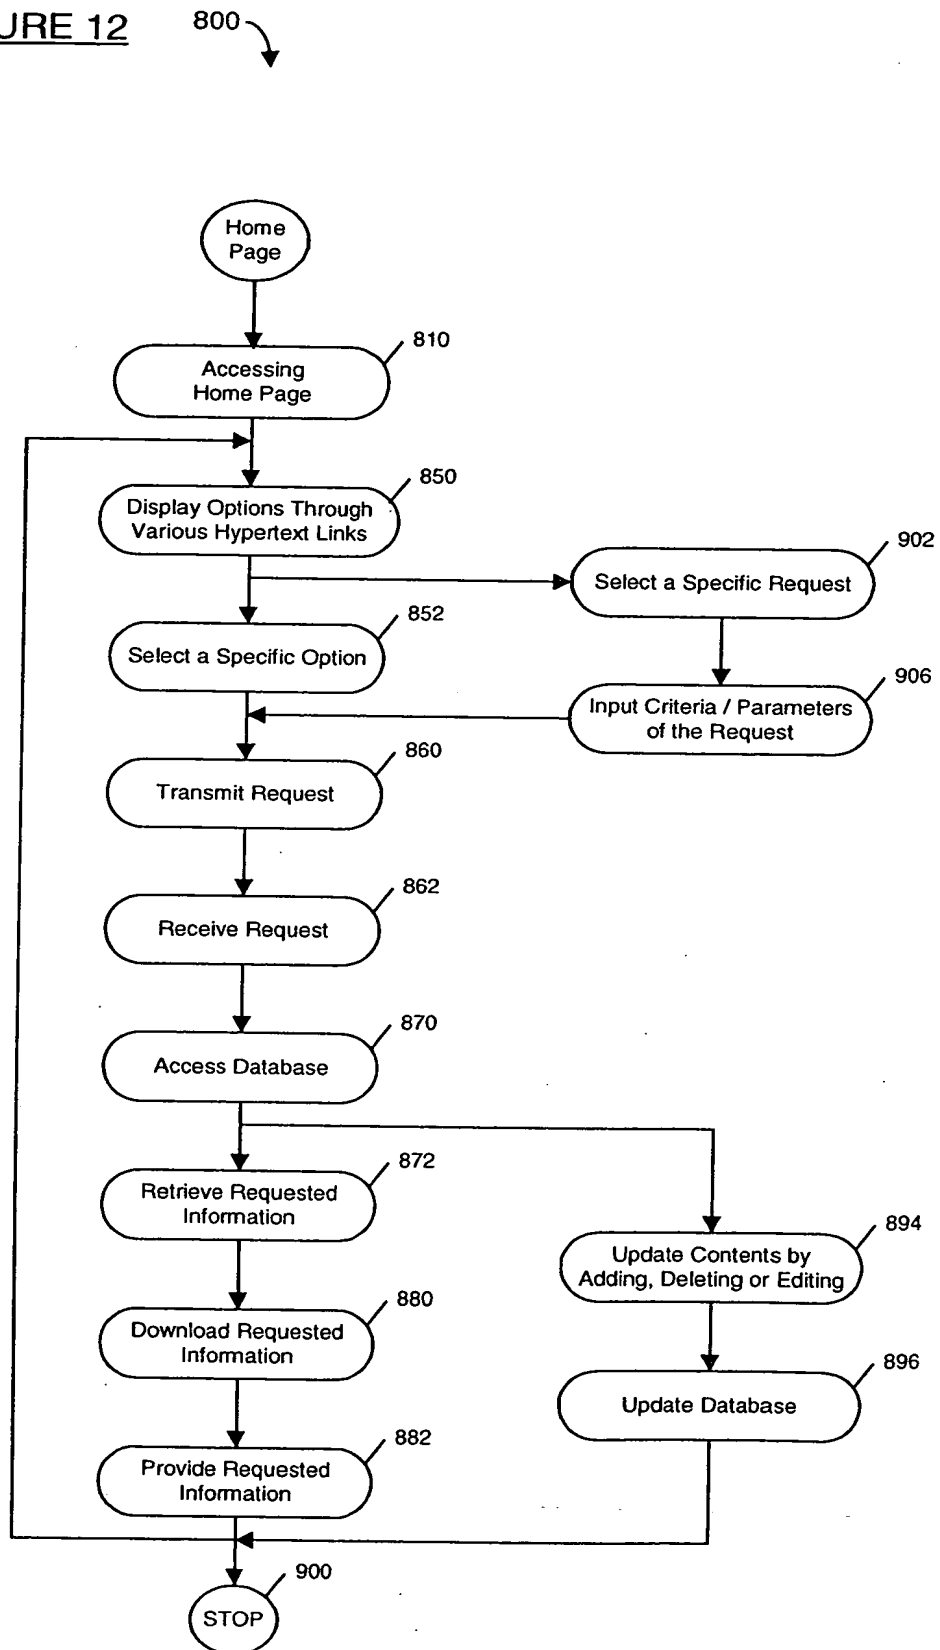 URE 12
800
Home
Page
810
Accessing
Home Page
850
Display Options Through
Various Hypertext Links
902
Select a Specific Request
852
Select a Specific Option
906
Input Criteria / Parameters
of the Request
860
Transmit Request
862
Receive Request
870
Access Database
872
Retrieve Requested
Information
894
Update Contents by
Adding, Deleting or Editing
880
Download Requested
Information
896
Update Database
882
Provide Requested
Information
900
STOP